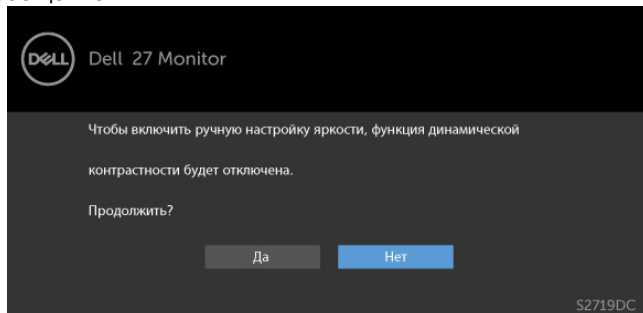 DELL
Dell 27 Monitor
Чтобы включить ручную настройку яркости, функция динамической
контрастности будет отключена.
Продолжить?
Да
Нет
S2719DC